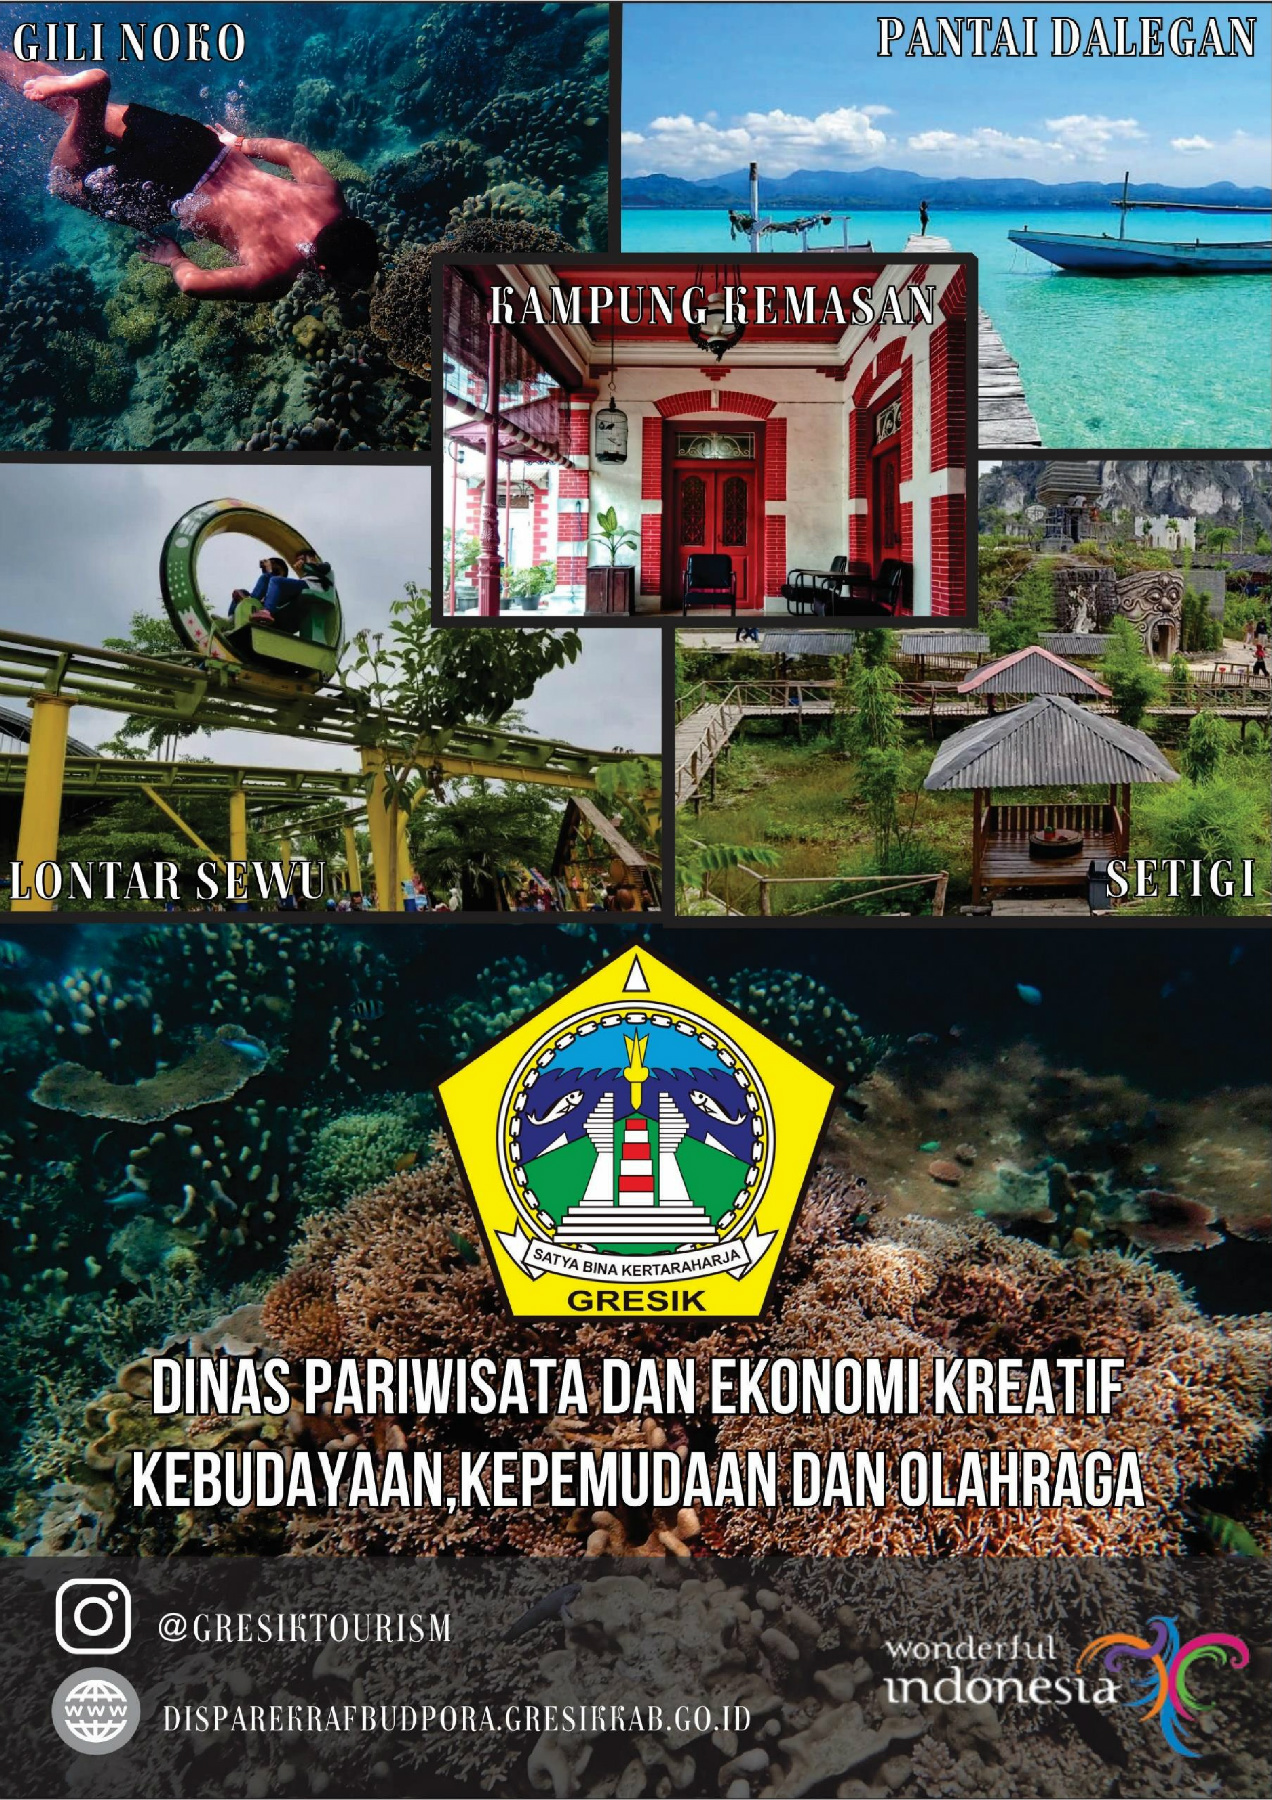 GILI NOKO
PANTAI DALEGAN
KAMPUNG KEMASAN
LONTAR SEWU
SETIGI
SATYA BINA KERTARAHARJA
GRESIK
DINAS PARIWISATA DAN EKONOMI KREATIF
KEBUDAYAAN,KEPEMUDAAN DAN OLAHRAGA
@GRESIKTOURISM
WWW
DISPAREKRAFBUDPORA.GRESIKKAB.GO.ID
wonderful
indonesia